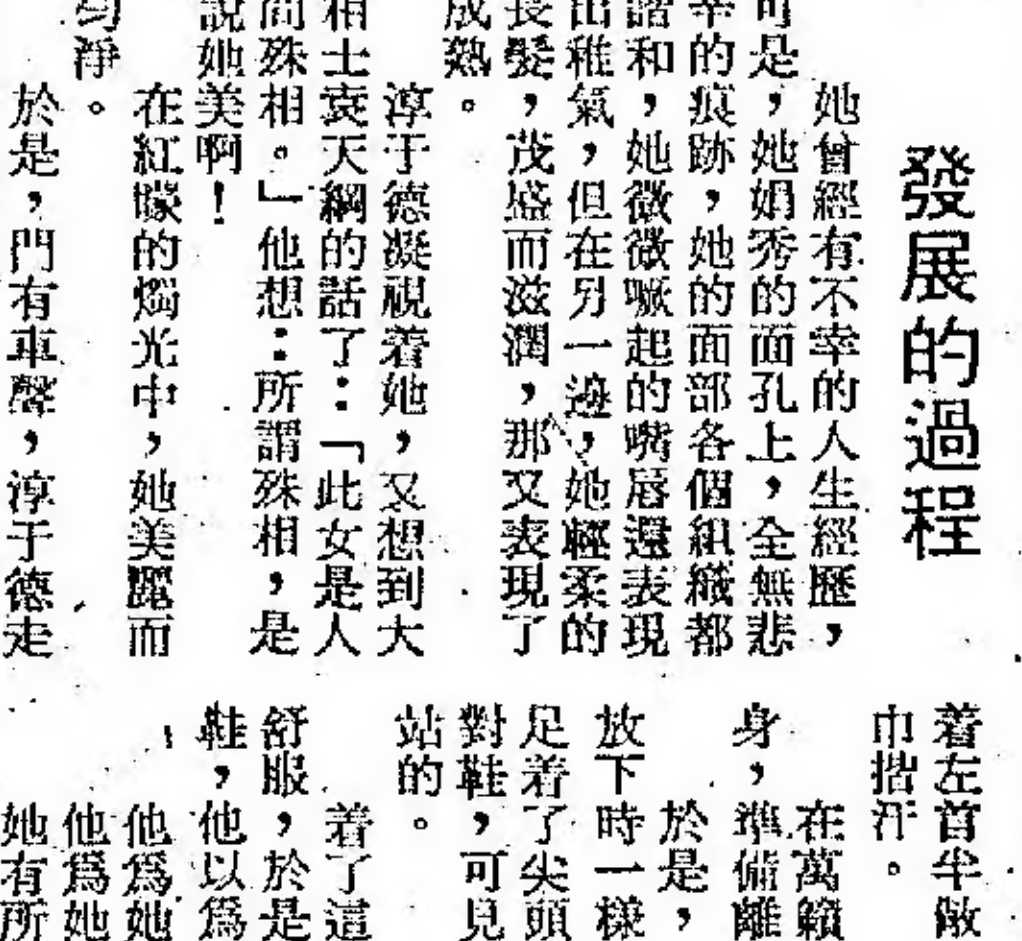 發展的過程
她曾經有不幸的人生經歷，
可是，她娟秀的面孔上，全無悲
幸的痕跡，她的面部各個組織都
諧和，她微微噘起的嘴唇還表現
出稚氣，但在另一邊，她輕柔的
長髮，茂盛而滋潤，那又表現了
成熟。
淳于德凝視着她，又想到大
相士袁天綱的話了：「此女是人
間殊相。」他想：所謂殊相，是
說她美啊！
在紅矇的燭光中，她美麗而
勻淨。
於是，門有車聲，淳于德走
着左首半敞
巾揩汗。
在萬籟
身，準備離
於是，
放下時一樣
足着了尖頭
對鞋，可見
站的。
着了這
舒服，於是
鞋，他以爲
他爲她
他爲她
她有所